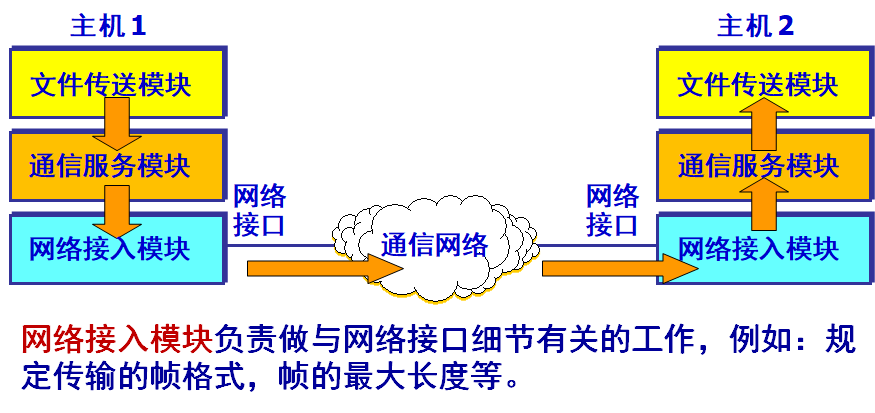 主机 1
主机 2
文件传送模块
文件传送模块
通信服务模块
通信服务模块
网络
接口
网络
接口
网络接入模块
通信网络
网络接入模块
网络接入模块负责做与网络接口细节有关的工作，例如：规
定传输的帧格式，帧的最大长度等。